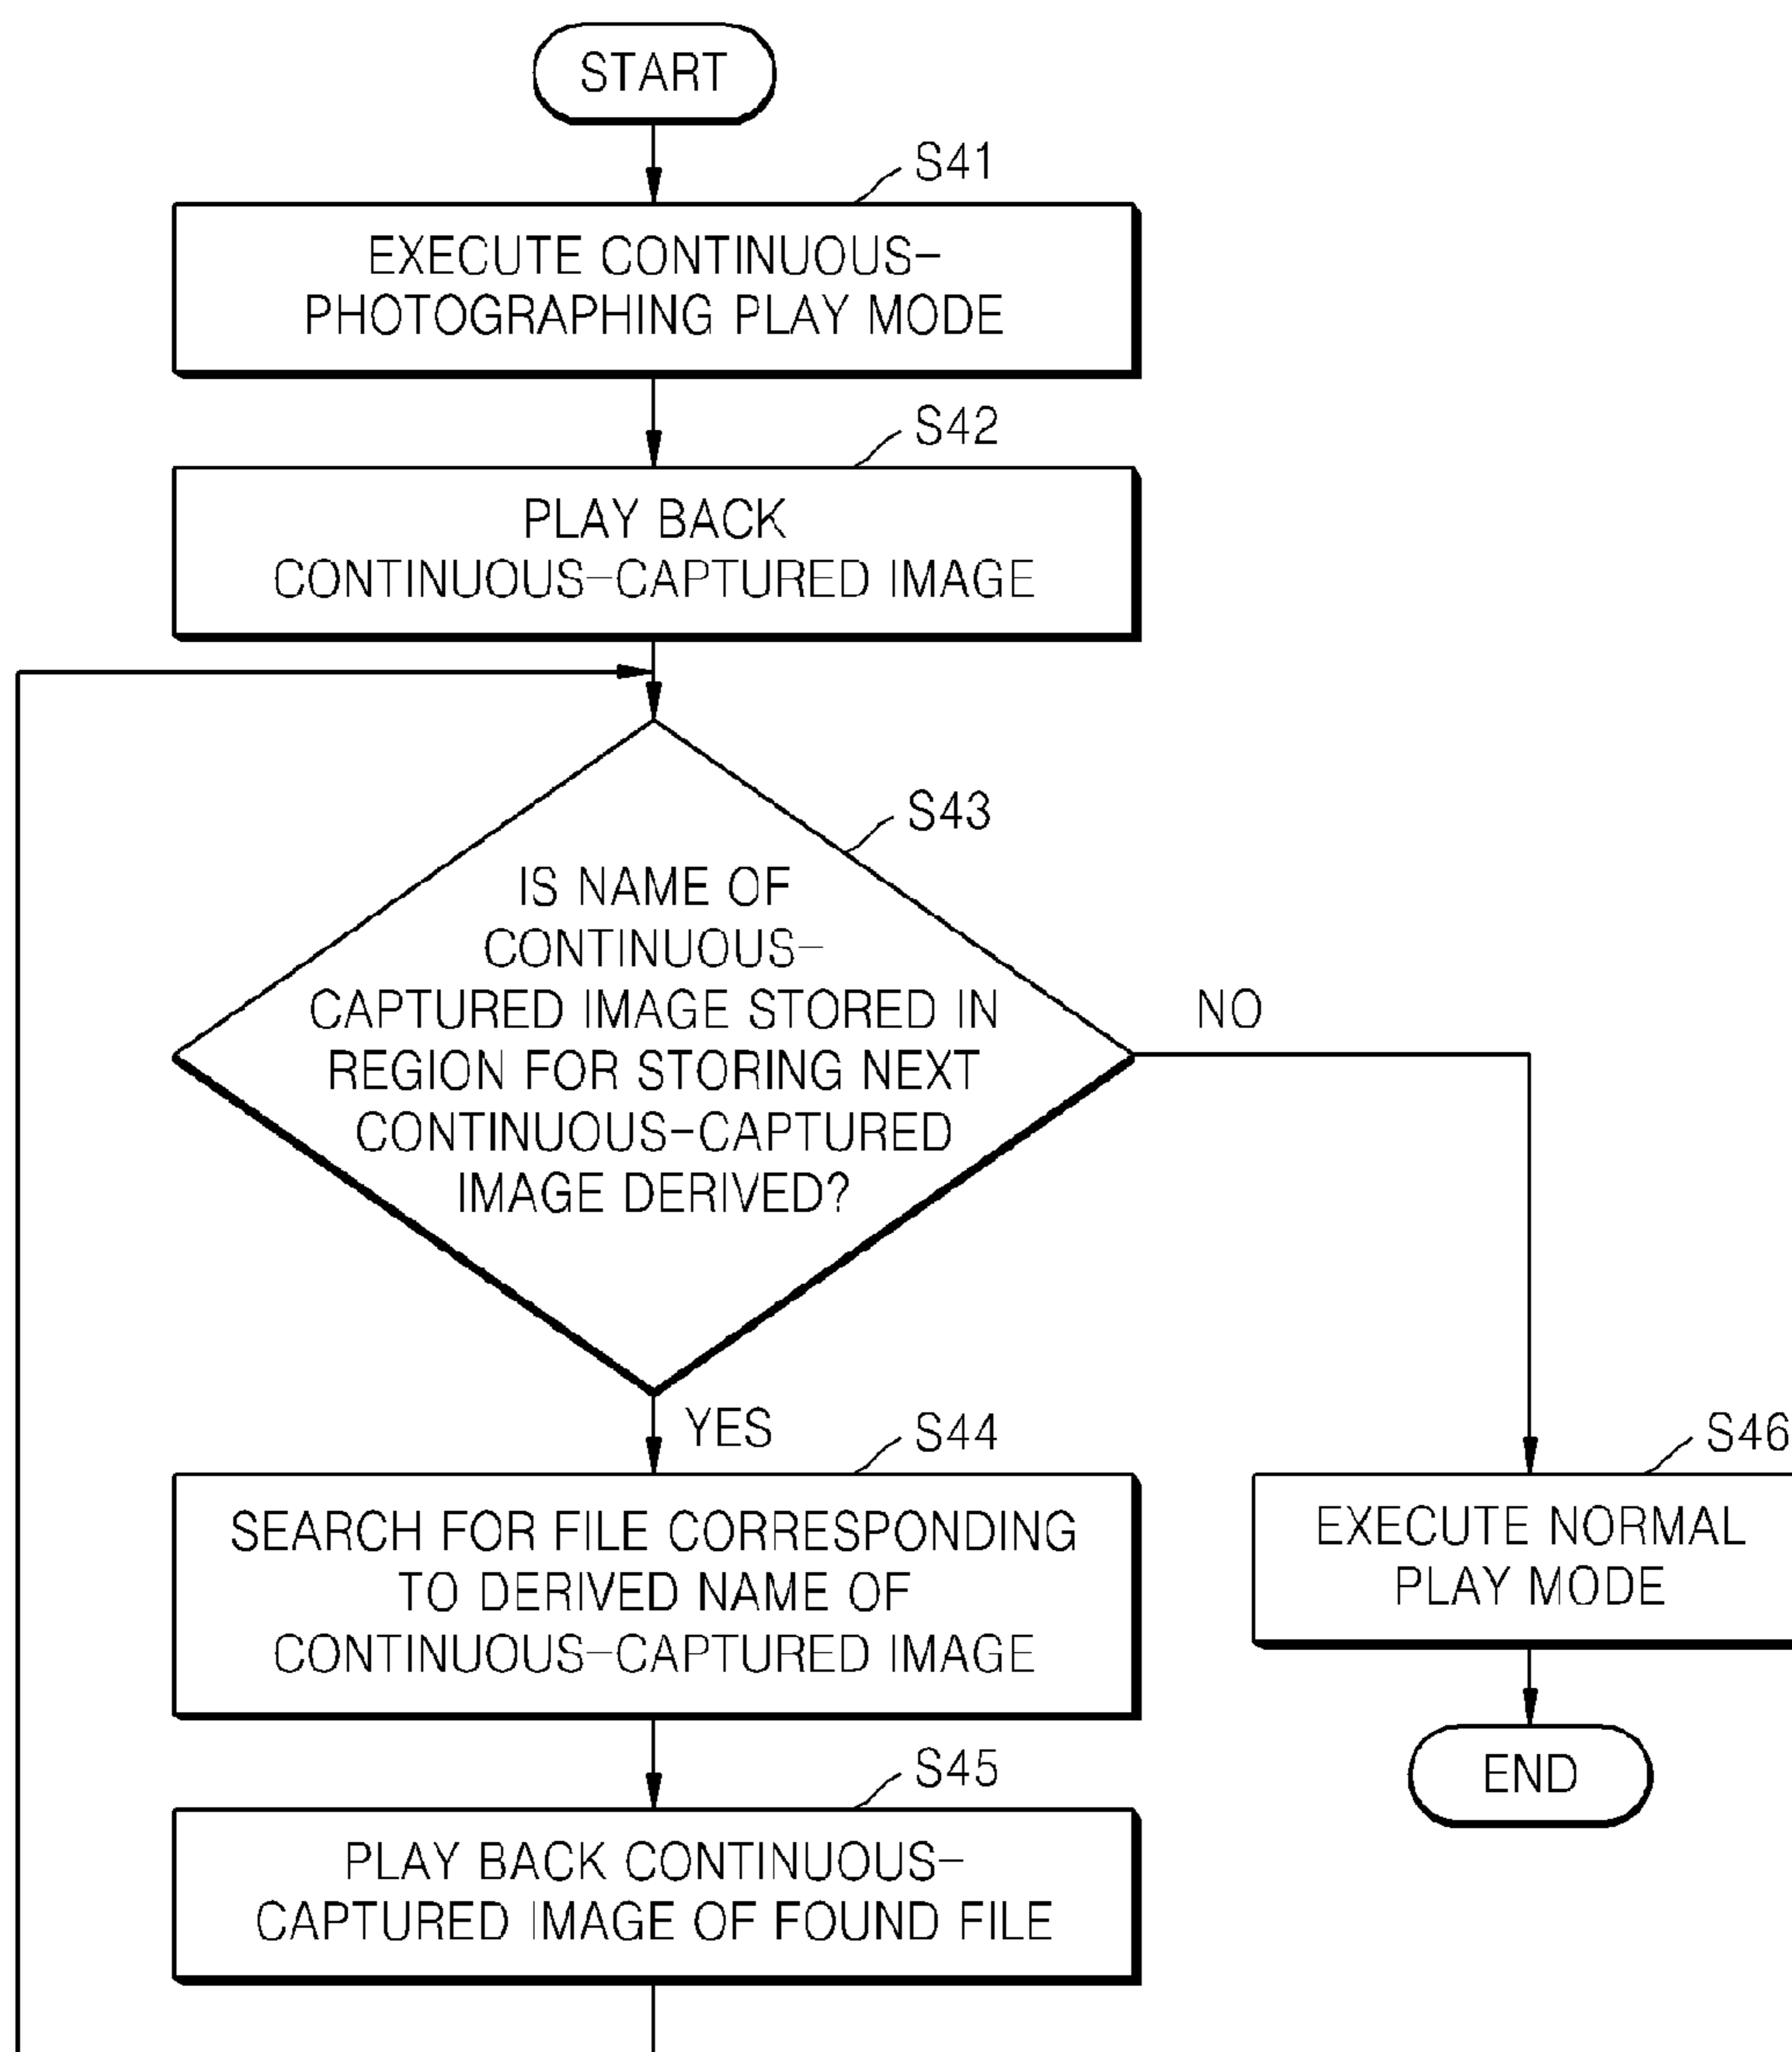 START
S41
EXECUTE CONTINUOUS-
PHOTOGRAPHING PLAY MODE
S42
PLAY BACK
CONTINUOUS-CAPTURED IMAGE
S43
IS NAME OF
CONTINUOUS-
CAPTURED IMAGE STORED IN
REGION FOR STORING NEXT
CONTINUOUS-CAPTURED
IMAGE DERIVED?
NO
YES
S44
SEARCH FOR FILE CORRESPONDING
TO DERIVED NAME OF
CONTINUOUS-CAPTURED IMAGE
S46
EXECUTE NORMAL
PLAY MODE
S45
PLAY BACK CONTINUOUS-
CAPTURED IMAGE OF FOUND FILE
END